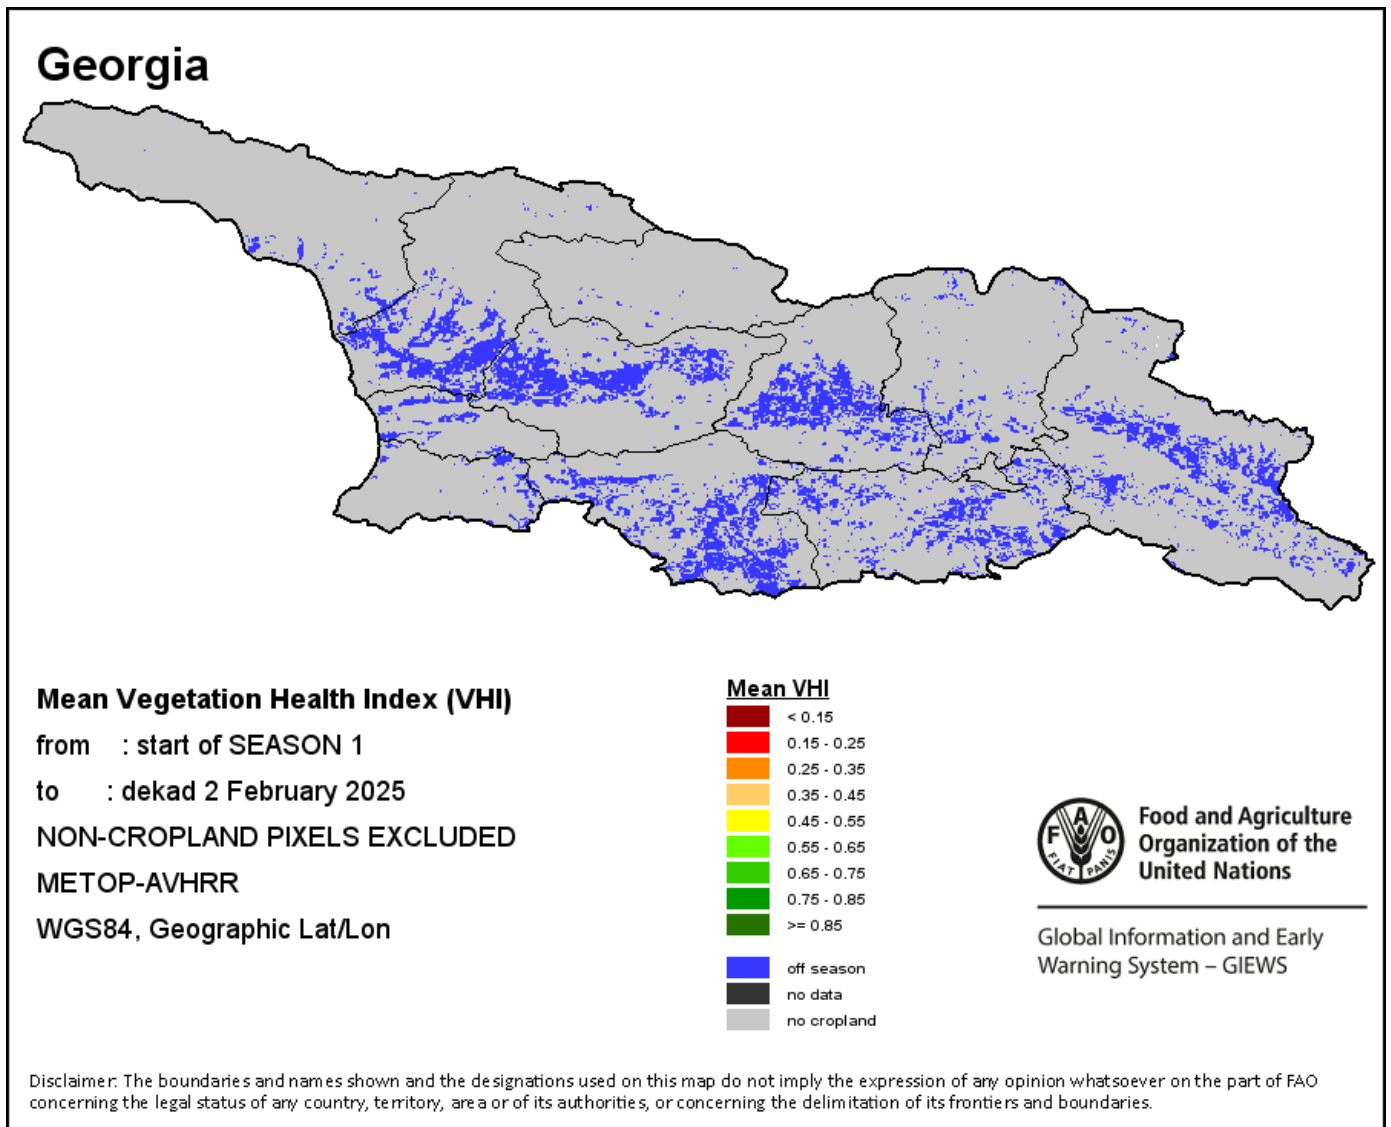 Georgia
Mean Vegetation Health Index (VHI)
from : start of SEASON 1
to : dekad 2 February 2025
NON-CROPLAND PIXELS EXCLUDED
METOP-AVHRR
WGS84, Geographic Lat/Lon
Mean VHI
< 0.15
0.15 - 0.25
0.25 - 0.35
0.35 - 0.45
0.45 - 0.55
0.55 - 0.65
0.65 - 0.75
0.75 - 0.85
>= 0.85
off season
no data
no cropland
F A O
FIAT PANIS
Food and Agriculture
Organization of the
United Nations
Global Information and Early
Warning System – GIEWS
Disclaimer: The boundaries and names shown and the designations used on this map do not imply the expression of any opinion whatsoever on the part of FAO
concerning the legal status of any country, territory, area or of its authorities, or concerning the delimitation of its frontiers and boundaries.